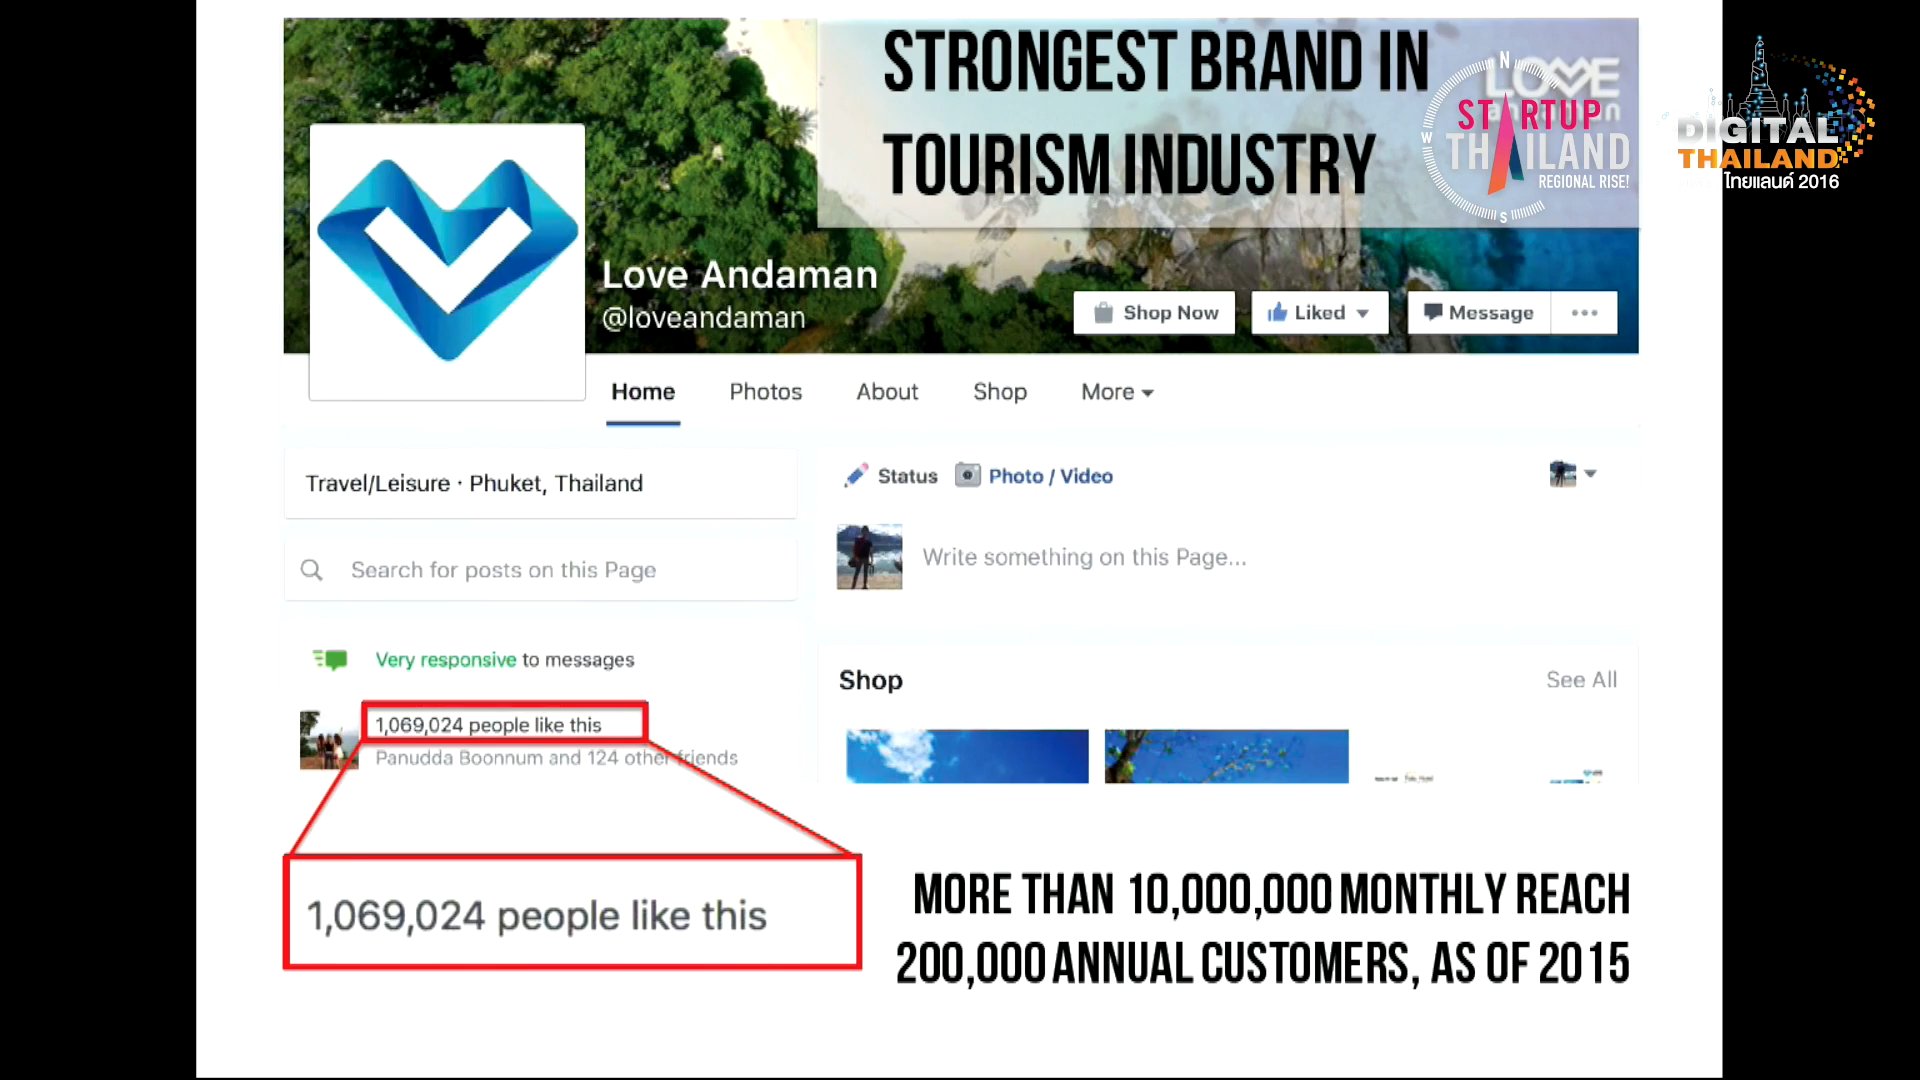 STRONGEST BRAND IN
TOURISM INDUSTRY
LOVE
N
W
S
STARTUP
THAILAND
REGIONAL RISE!
DIGITAL
THAILAND
ไทยแลนด์ 2016
Love Andaman
@loveandaman
Shop Now
Liked
Message
Home
Photos
About
Shop
More
Travel/Leisure · Phuket, Thailand
Status
Photo / Video
Search for posts on this Page
Write something on this Page...
Very responsive to messages
1,069,024 people like this
Panudda Boonnum and 124 other friends
Shop
See All
1,069,024 people like this
MORE THAN 10,000,000 MONTHLY REACH
200,000 ANNUAL CUSTOMERS, AS OF 2015